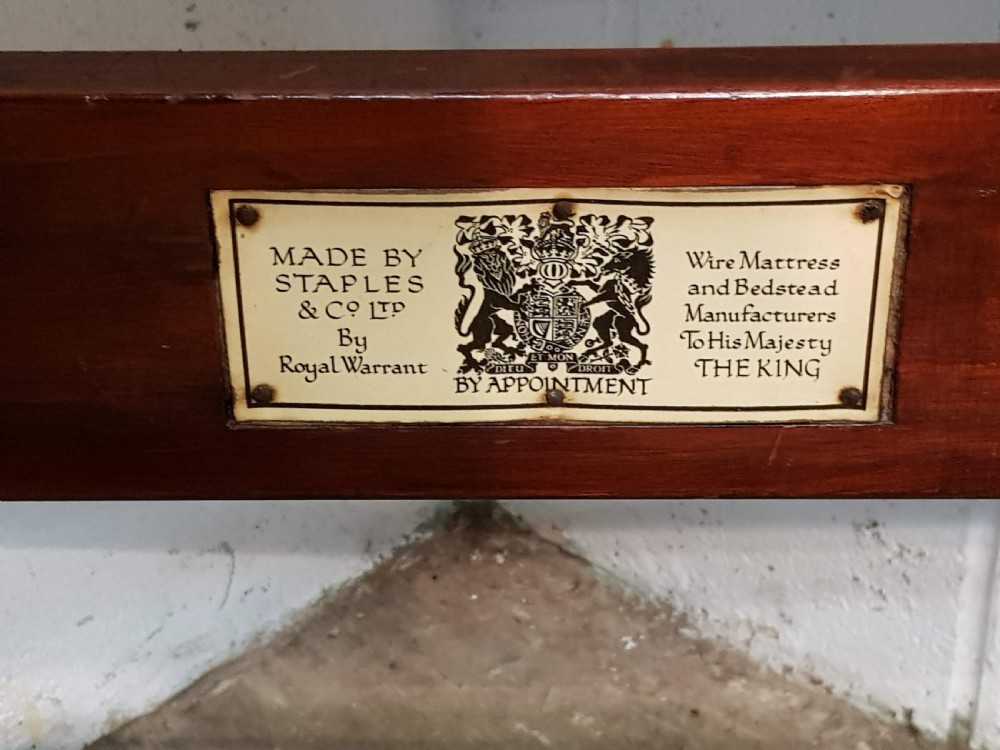 MADE BY
STAPLES
& Co LTD
By
Royal Warrant
ET MON
DIEU DROIT
BY APPOINTMENT
Wire Mattress
and Bedstead
Manufacturers
To His Majesty
THE KING